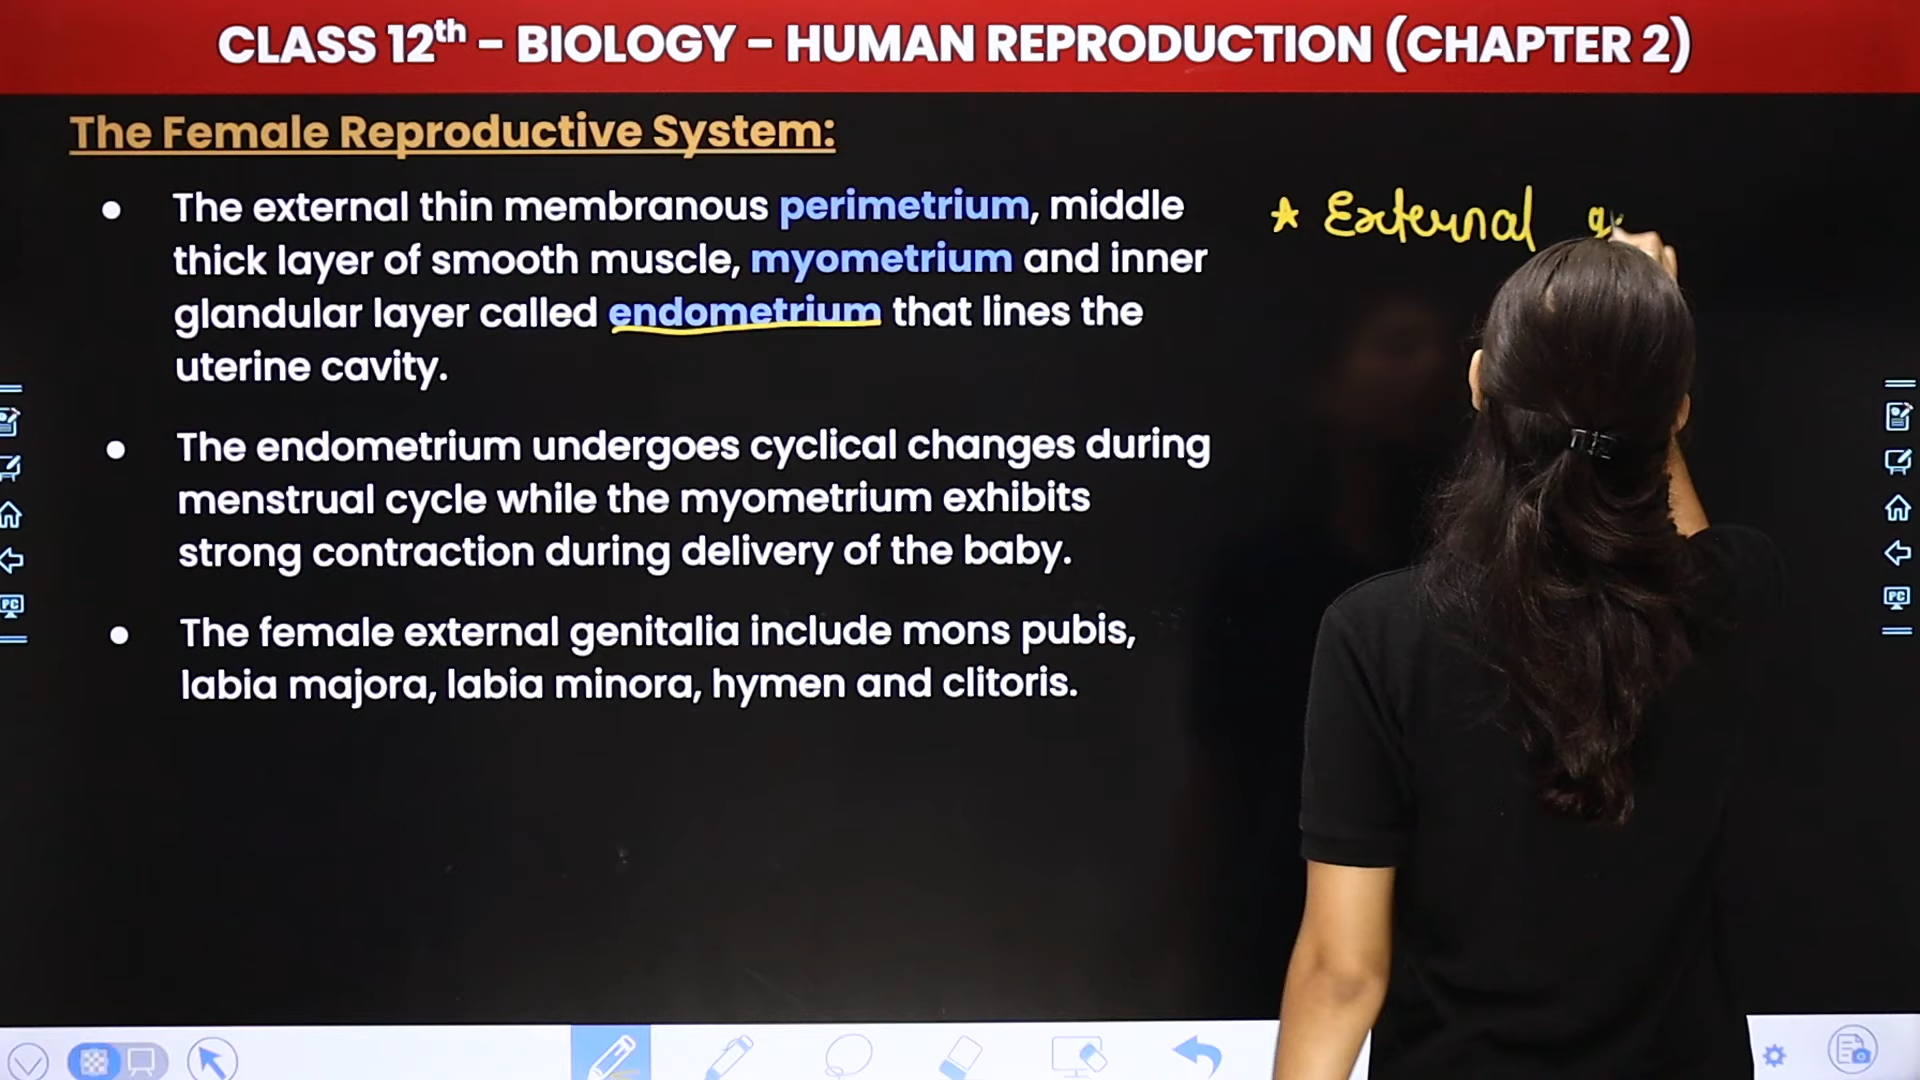 CLASS 12th – BIOLOGY – HUMAN REPRODUCTION (CHAPTER 2)
The Female Reproductive System:
● The external thin membranous perimetrium, middle
thick layer of smooth muscle, myometrium and inner
glandular layer called endometrium that lines the
uterine cavity.
● The endometrium undergoes cyclical changes during
menstrual cycle while the myometrium exhibits
strong contraction during delivery of the baby.
● The female external genitalia include mons pubis,
labia majora, labia minora, hymen and clitoris.
★ External
PC
PC